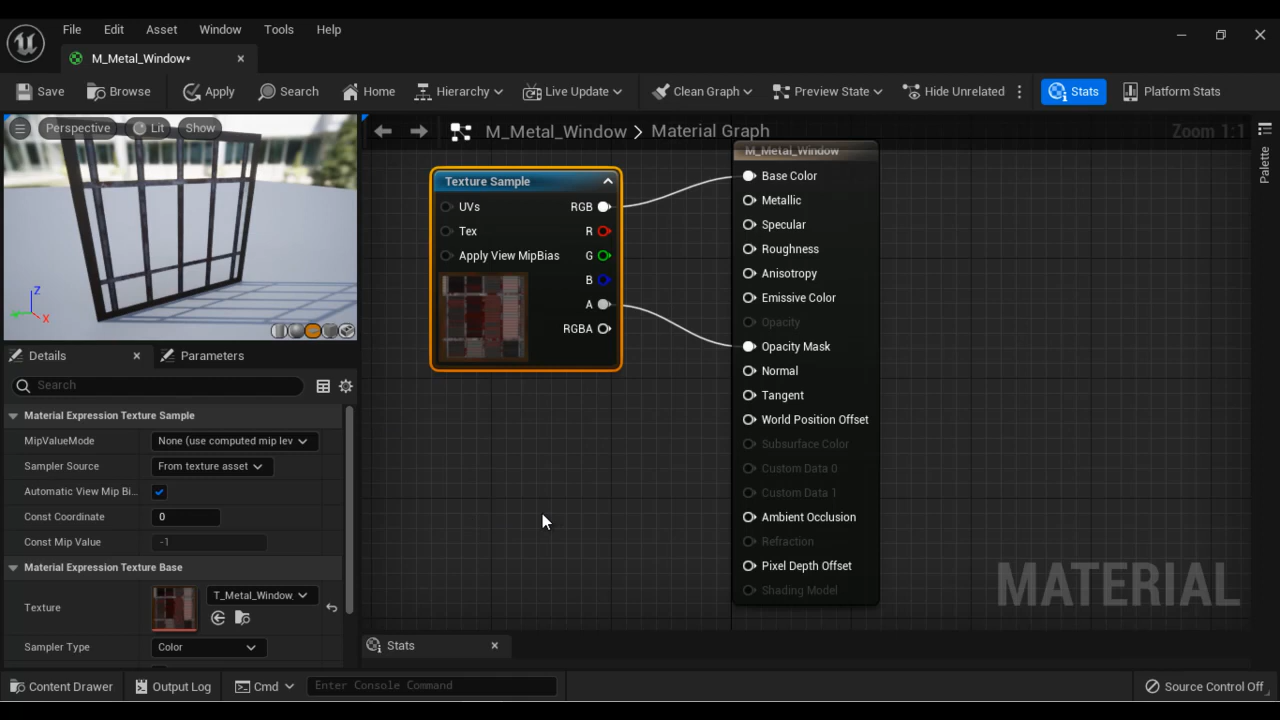 File Edit Asset Window Tools Help
M_Metal_Window*
Save Browse Apply Search Home Hierarchy Live Update Clean Graph Preview State Hide Unrelated Stats Platform Stats
Perspective Lit Show
M_Metal_Window > Material Graph
Zoom 1:1
Palette
Z
X
Texture Sample
UVs RGB
Tex R
Apply View MipBias G
B
A
RGBA
M_Metal_Window
Base Color
Metallic
Specular
Roughness
Anisotropy
Emissive Color
Opacity
Opacity Mask
Normal
Tangent
World Position Offset
Subsurface Color
Custom Data 0
Custom Data 1
Ambient Occlusion
Refraction
Pixel Depth Offset
Shading Model
MATERIAL
Details Parameters
Search
Material Expression Texture Sample
MipValueMode None (use computed mip lev
Sampler Source From texture asset
Automatic View Mip Bi...
Const Coordinate 0
Const Mip Value -1
Material Expression Texture Base
Texture T_Metal_Window
Sampler Type Color
Stats
Content Drawer Output Log Cmd Enter Console Command Source Control Off